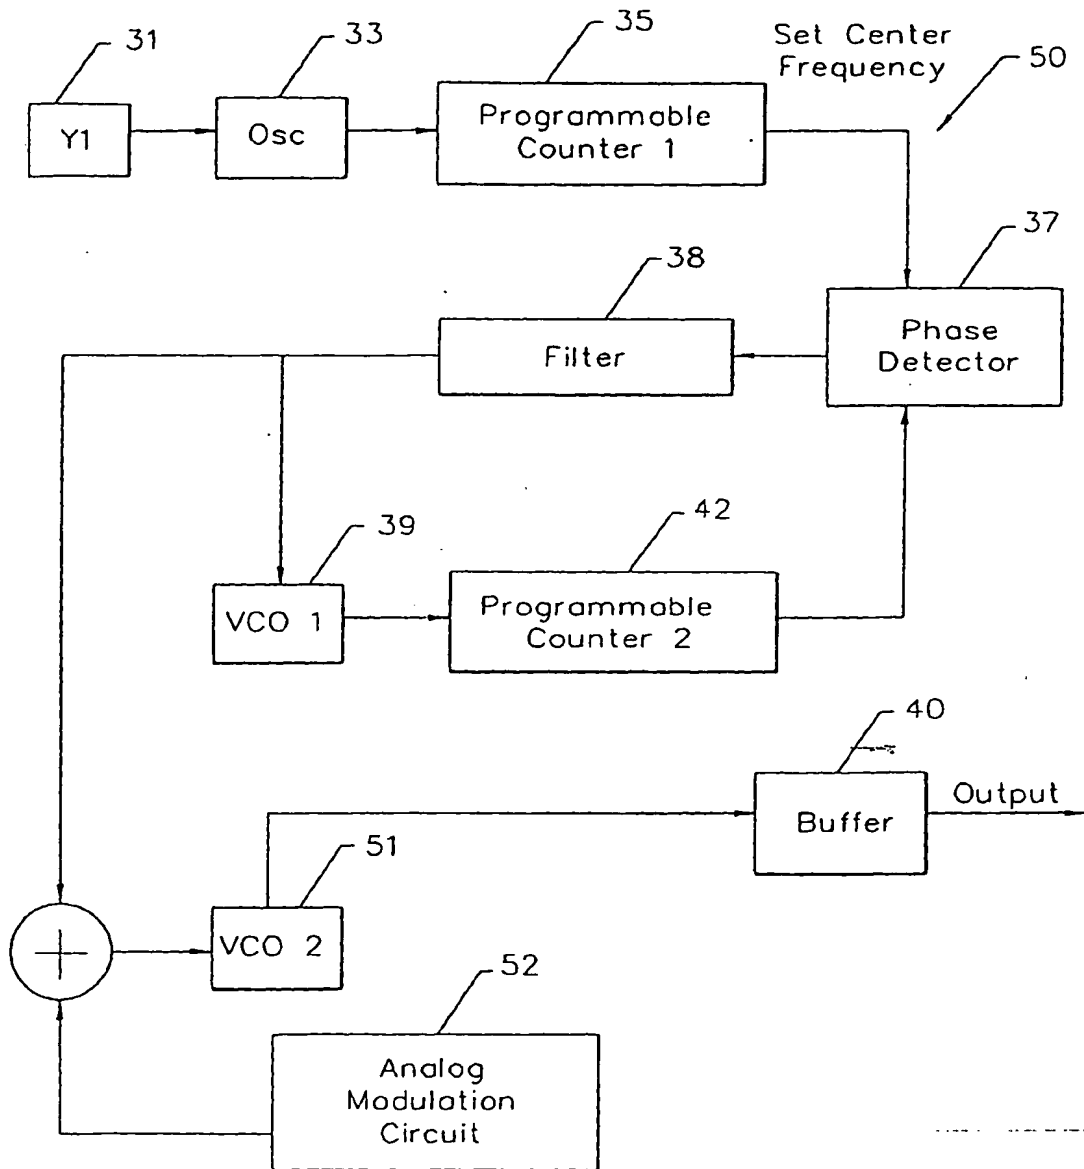 31
33
35
Set Center
Frequency
50
Y1
Osc
Programmable
Counter 1
37
38
Filter
Phase
Detector
39
42
VCO 1
Programmable
Counter 2
40
Buffer
Output
51
VCO 2
52
Analog
Modulation
Circuit